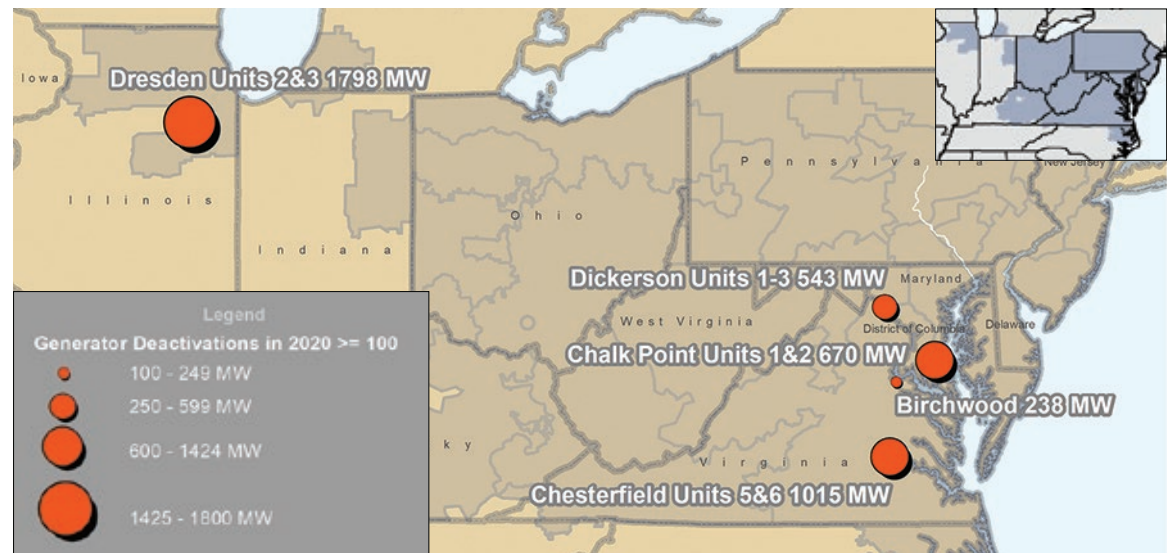 Iowa
Dresden Units 2&3 1798 MW
Pennsylvania
New Jersey
Illinois
Ohio
Indiana
Dickerson Units 1-3 543 MW
Maryland
West Virginia
District of Columbia
Delaware
Chalk Point Units 1&2 670 MW
Birchwood 238 MW
ky
Virginia
Chesterfield Units 5&6 1015 MW
Legend
Generator Deactivations in 2020 >= 100
100 - 249 MW
250 - 599 MW
600 - 1424 MW
1425 - 1800 MW